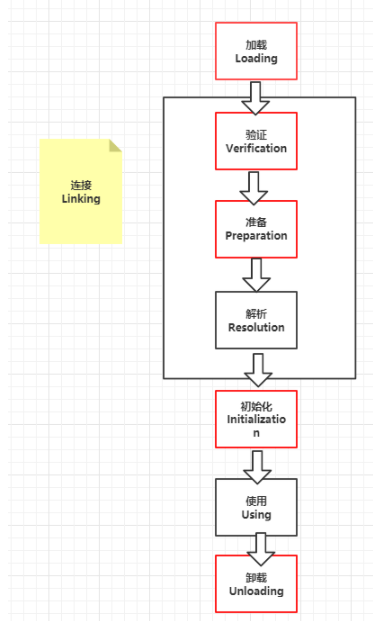 加载
Loading
验证
Verification
连接
Linking
准备
Preparation
解析
Resolution
初始化
Initializatio
n
使用
Using
卸载
Unloading